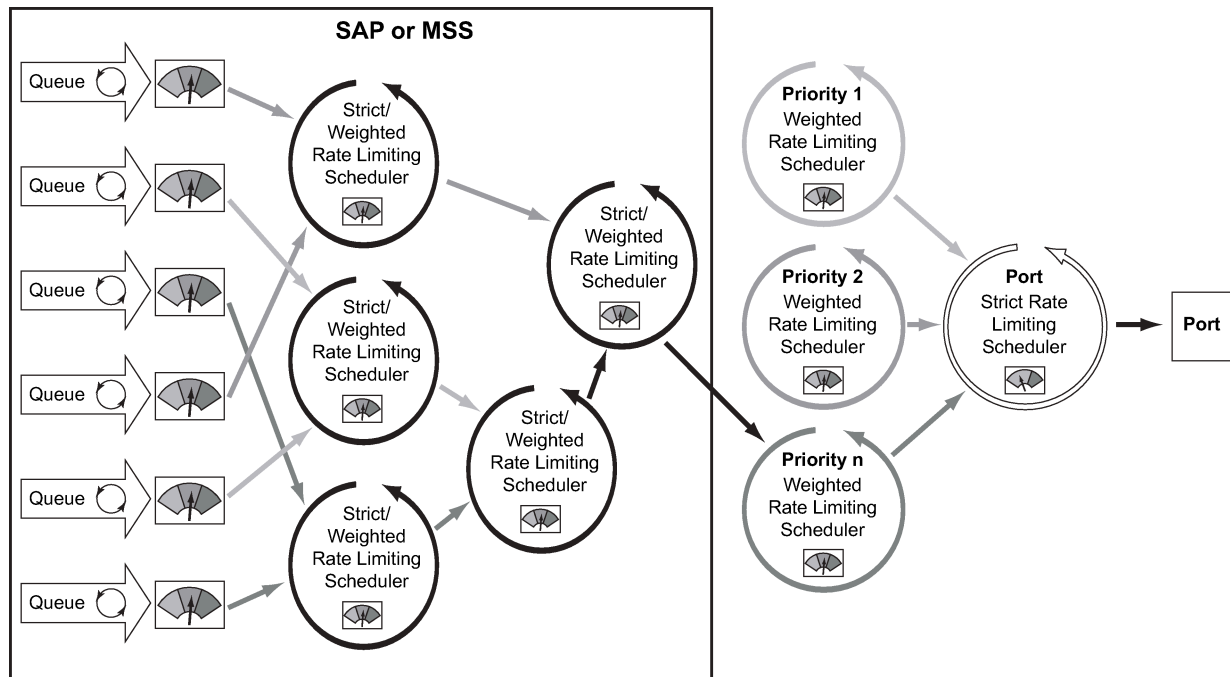 SAP or MSS
Queue
Queue
Queue
Queue
Queue
Queue
Strict/
Weighted
Rate Limiting
Scheduler
Strict/
Weighted
Rate Limiting
Scheduler
Strict/
Weighted
Rate Limiting
Scheduler
Strict/
Weighted
Rate Limiting
Scheduler
Strict/
Weighted
Rate Limiting
Scheduler
Priority 1
Weighted
Rate Limiting
Scheduler
Priority 2
Weighted
Rate Limiting
Scheduler
Priority n
Weighted
Rate Limiting
Scheduler
Port
Strict Rate
Limiting
Scheduler
Port